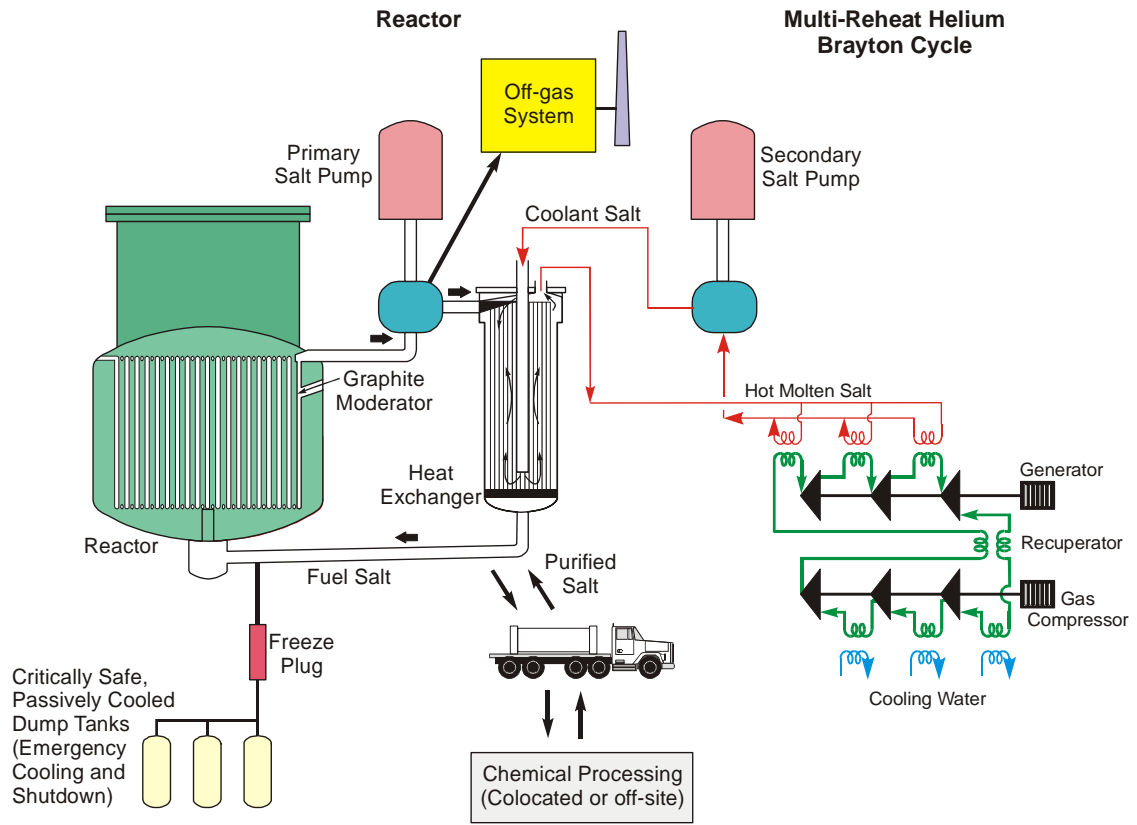 Reactor
Multi-Reheat Helium
Brayton Cycle
Off-gas
System
Primary
Salt Pump
Secondary
Salt Pump
Coolant Salt
Graphite
Moderator
Hot Molten Salt
Heat
Exchanger
Generator
Reactor
Recuperator
Fuel Salt
Purified
Salt
Gas
Compressor
Freeze
Plug
Critically Safe,
Passively Cooled
Dump Tanks
(Emergency
Cooling and
Shutdown)
Cooling Water
Chemical Processing
(Colocated or off-site)